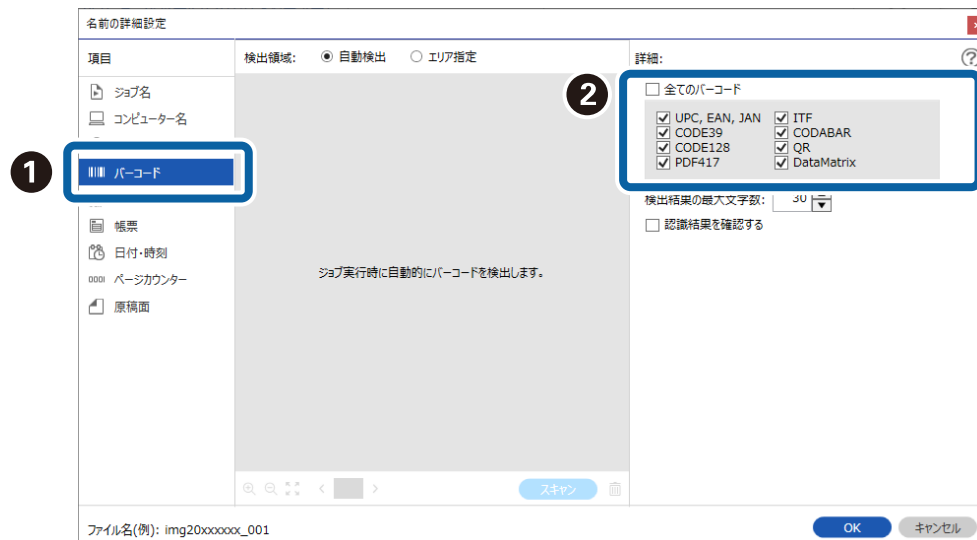 名前の詳細設定
項目
検出領域: 自動検出 エリア指定
詳細:
ジョブ名
コンピューター名
バーコード
帳票
日付・時刻
ページカウンター
原稿面
1
2
全てのバーコード
UPC, EAN, JAN ITF
CODE39 CODABAR
CODE128 QR
PDF417 DataMatrix
検出結果の最大文字数: 30
認識結果を確認する
ジョブ実行時に自動的にバーコードを検出します。
スキャン
ファイル名(例): img20xxxxxx_001
OK キャンセル